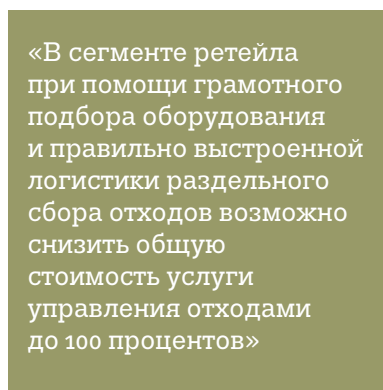 «В сегменте ретейла
при помощи грамотного
подбора оборудования
и правильно выстроенной
логистики раздельного
сбора отходов возможно
снизить общую
стоимость услуги
управления отходами
до 100 процентов»